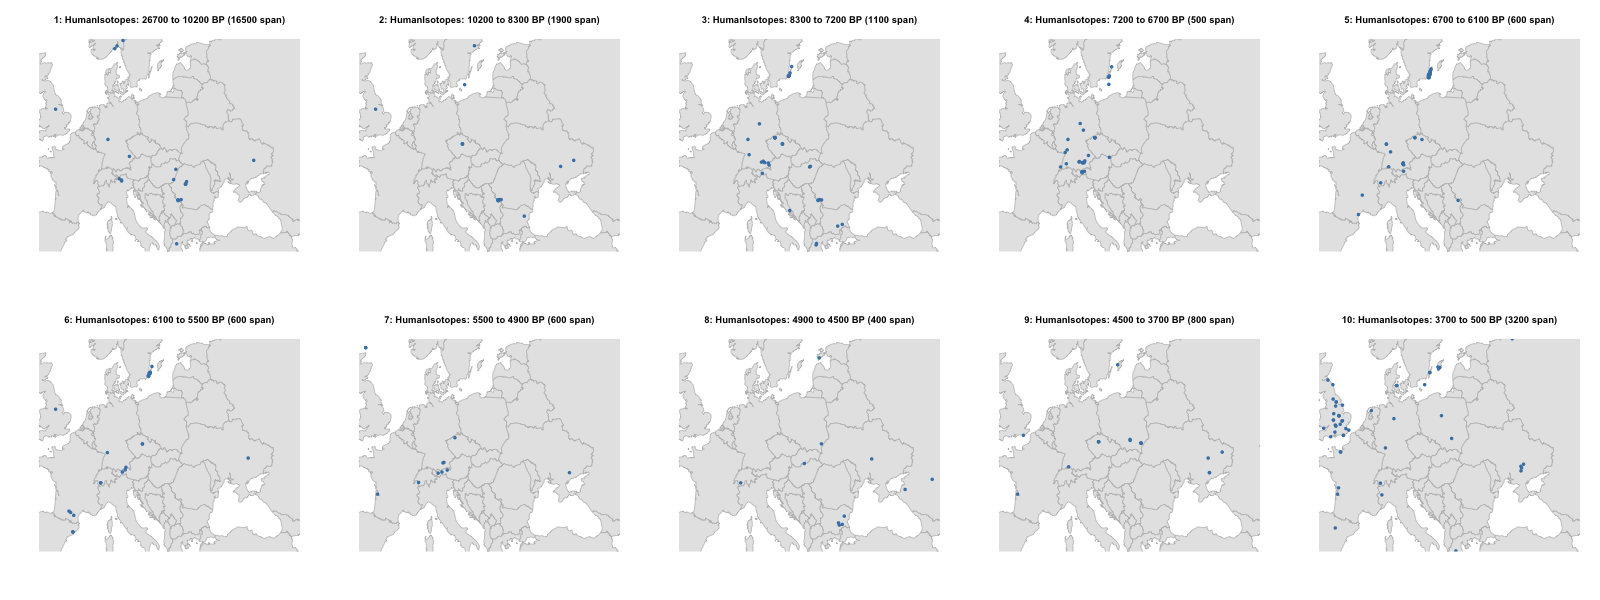 1: HumanIsotopes: 26700 to 10200 BP (16500 span)
2: HumanIsotopes: 10200 to 8300 BP (1900 span)
3: HumanIsotopes: 8300 to 7200 BP (1100 span)
4: HumanIsotopes: 7200 to 6700 BP (500 span)
5: HumanIsotopes: 6700 to 6100 BP (600 span)
6: HumanIsotopes: 6100 to 5500 BP (600 span)
7: HumanIsotopes: 5500 to 4900 BP (600 span)
8: HumanIsotopes: 4900 to 4500 BP (400 span)
9: HumanIsotopes: 4500 to 3700 BP (800 span)
10: HumanIsotopes: 3700 to 500 BP (3200 span)